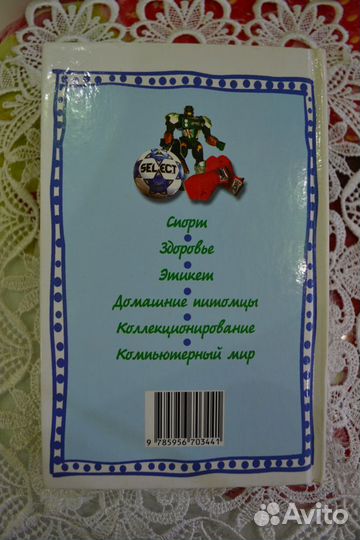 SELECT
Спорт
Здоровье
Этикет
Домашние питомцы
Коллекционирование
Компьютерный мир
9 785956 703441
Avito